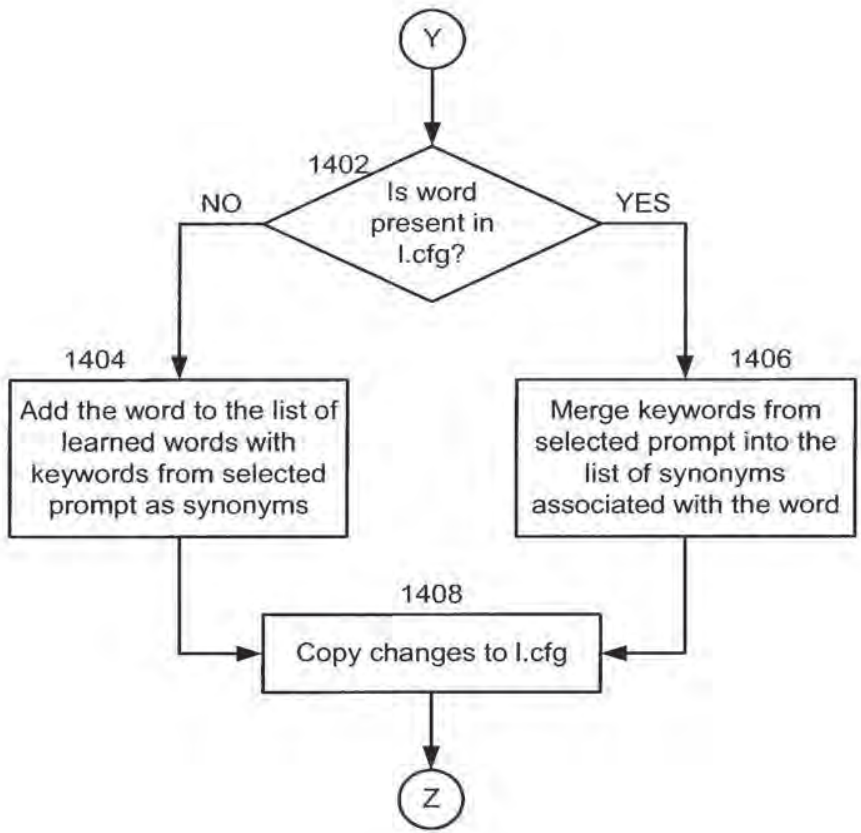 Y
1402
Is word
present in
l.cfg?
NO
YES
1404
Add the word to the list of
learned words with
keywords from selected
prompt as synonyms
1406
Merge keywords from
selected prompt into the
list of synonyms
associated with the word
1408
Copy changes to l.cfg
Z